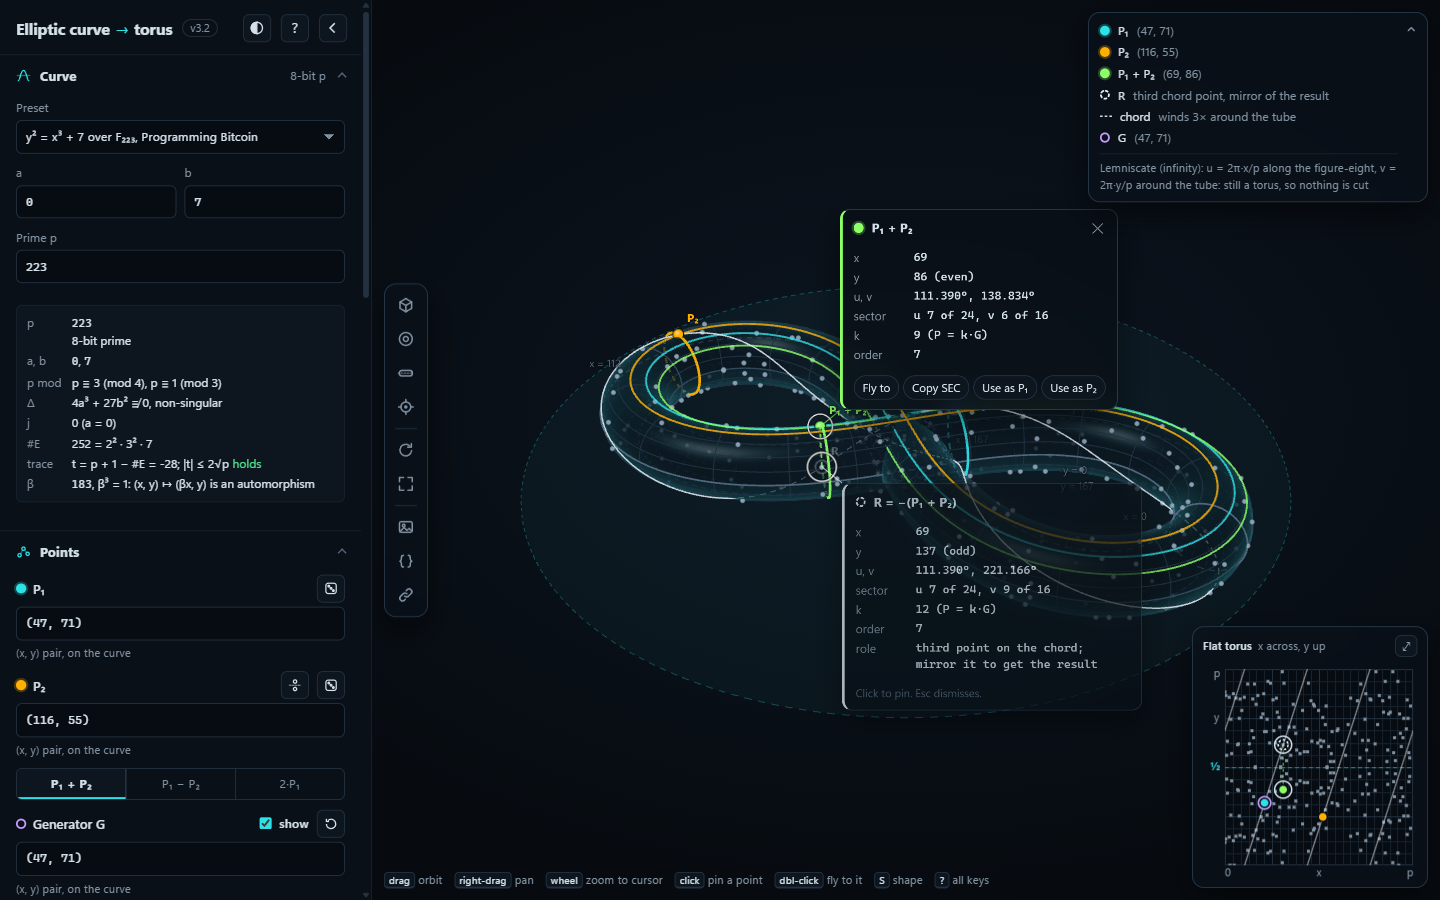 Elliptic curve → torus v3.2 ?
Curve 8-bit p
Preset
y² = x³ + 7 over F₂₂₃, Programming Bitcoin
a b
0 7
Prime p
223
p 223
8-bit prime
a, b 0, 7
p mod p ≡ 3 (mod 4), p ≡ 1 (mod 3)
Δ 4a³ + 27b² ≢ 0, non-singular
j 0 (a = 0)
#E 252 = 2² · 3² · 7
trace t = p + 1 − #E = -28; |t| ≤ 2√p holds
β 183, β³ = 1: (x, y) ↦ (βx, y) is an automorphism
Points
P₁
(47, 71)
(x, y) pair, on the curve
P₂
(116, 55)
(x, y) pair, on the curve
P₁ + P₂ P₁ − P₂ 2·P₁
Generator G show
(47, 71)
(x, y) pair, on the curve
P₁ (47, 71)
P₂ (116, 55)
P₁ + P₂ (69, 86)
R third chord point, mirror of the result
chord winds 3× around the tube
G (47, 71)
Lemniscate (infinity): u = 2π·x/p along the figure-eight, v =
2π·y/p around the tube: still a torus, so nothing is cut
P₁ + P₂
x 69
y 86 (even)
u, v 111.390°, 138.834°
sector u 7 of 24, v 6 of 16
k 9 (P = k·G)
order 7
Fly to Copy SEC Use as P₁ Use as P₂
P₂
P₁ + P₂
R
y = 0
x = 0
R = −(P₁ + P₂)
x 69
y 137 (odd)
u, v 111.390°, 221.166°
sector u 7 of 24, v 9 of 16
k 12 (P = k·G)
order 7
role third point on the chord;
mirror it to get the result
Click to pin. Esc dismisses.
Flat torus x across, y up
p
y
½
0 x p
drag orbit right-drag pan wheel zoom to cursor click pin a point dbl-click fly to it S shape ? all keys